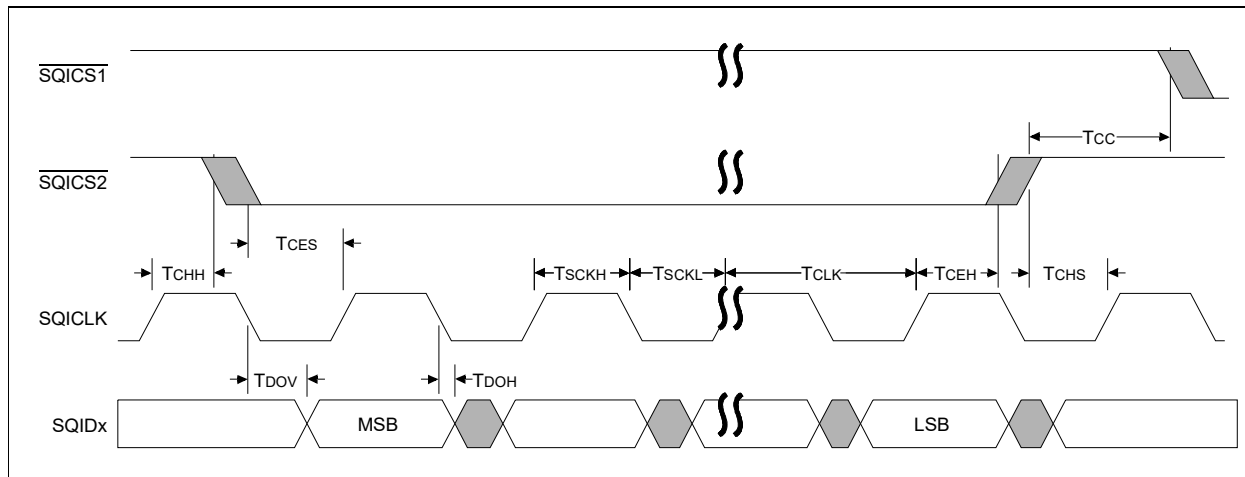 SQICS1
TCC
SQICS2
TCES
TCHH
TSCKH TSCKL TCLK TCEH TCHS
SQICLK
TDOV TDOH
SQIDx MSB LSB